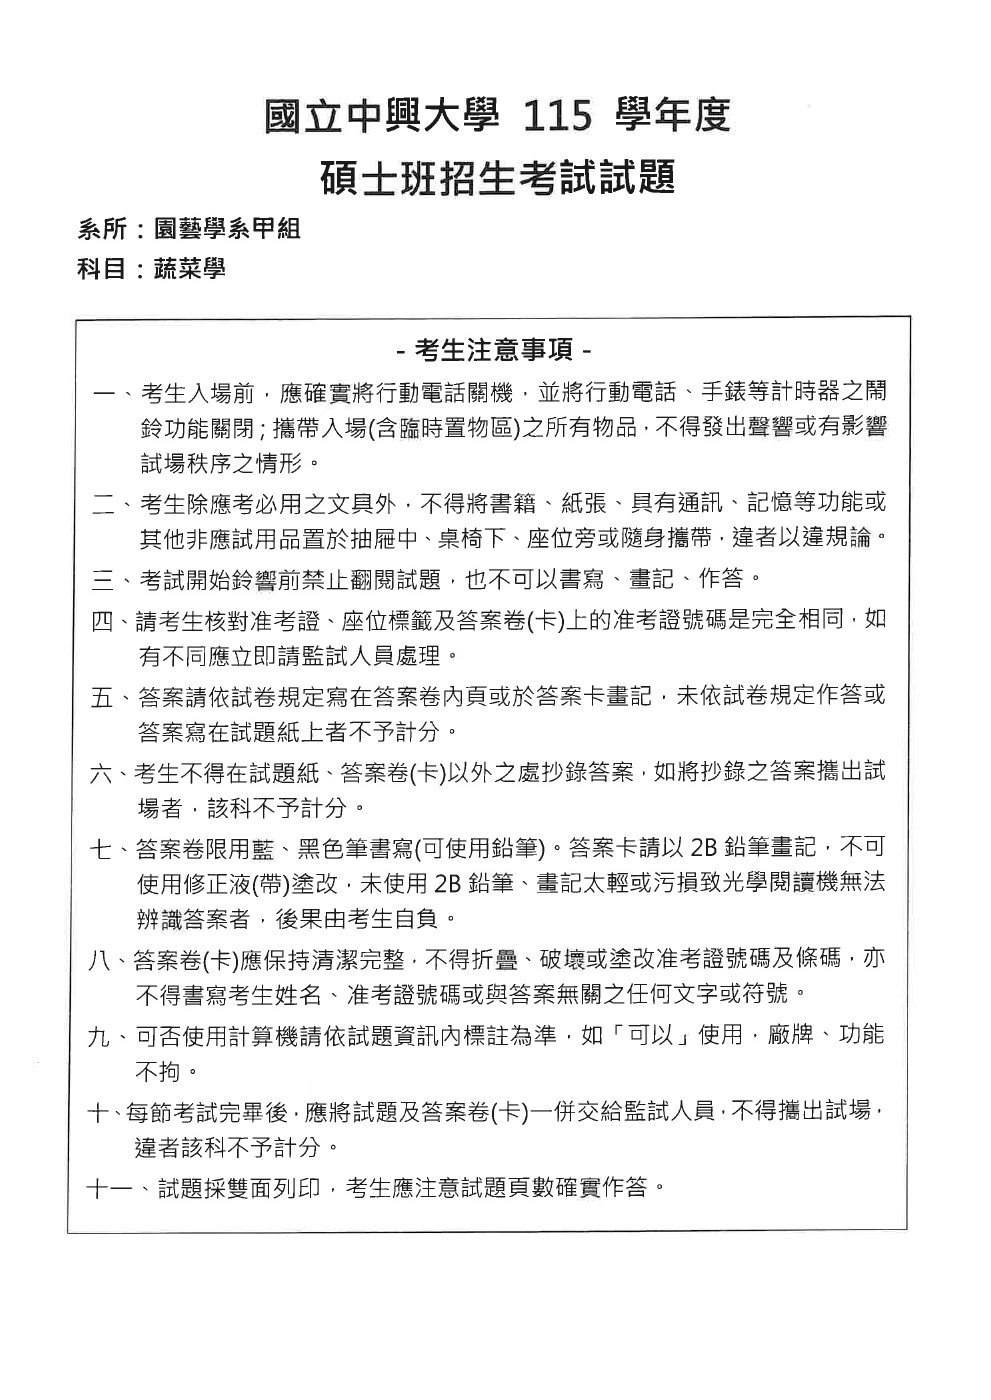 國立中興大學 115 學年度
碩士班招生考試試題
系所：園藝學系甲組
科目：蔬菜學
- 考生注意事項 -
一、考生入場前，應確實將行動電話關機，並將行動電話、手錶等計時器之鬧
鈴功能關閉；攜帶入場(含臨時置物區)之所有物品，不得發出聲響或有影響
試場秩序之情形。
二、考生除應考必用之文具外，不得將書籍、紙張、具有通訊、記憶等功能或
其他非應試用品置於抽屜中、桌椅下、座位旁或隨身攜帶，違者以違規論。
三、考試開始鈴響前禁止翻閱試題，也不可以書寫、畫記、作答。
四、請考生核對准考證、座位標籤及答案卷(卡)上的准考證號碼是完全相同，如
有不同應立即請監試人員處理。
五、答案請依試卷規定寫在答案卷內頁或於答案卡畫記，未依試卷規定作答或
答案寫在試題紙上者不予計分。
六、考生不得在試題紙、答案卷(卡)以外之處抄錄答案，如將抄錄之答案攜出試
場者，該科不予計分。
七、答案卷限用藍、黑色筆書寫(可使用鉛筆)。答案卡請以 2B 鉛筆畫記，不可
使用修正液(帶)塗改，未使用 2B 鉛筆、畫記太輕或污損致光學閱讀機無法
辨識答案者，後果由考生自負。
八、答案卷(卡)應保持清潔完整，不得折疊、破壞或塗改准考證號碼及條碼，亦
不得書寫考生姓名、准考證號碼或與答案無關之任何文字或符號。
九、可否使用計算機請依試題資訊內標註為準，如「可以」使用，廠牌、功能
不拘。
十、每節考試完畢後，應將試題及答案卷(卡)一併交給監試人員，不得攜出試場，
違者該科不予計分。
十一、試題採雙面列印，考生應注意試題頁數確實作答。